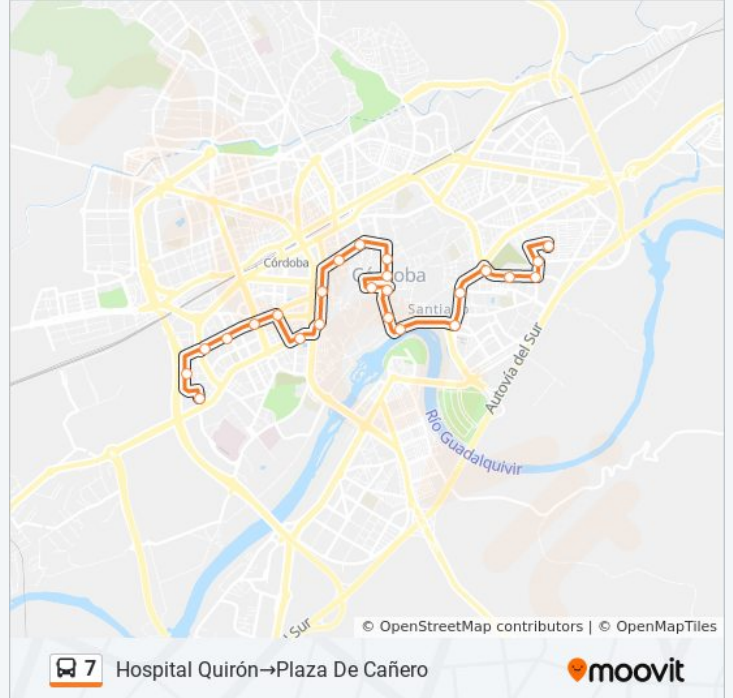 Córdoba
Córdoba
Santiago
Autovía del Sur
Río Guadalquivir
Sur
© OpenStreetMap contributors | © OpenMapTiles
7 Hospital Quirón→Plaza De Cañero
moovit